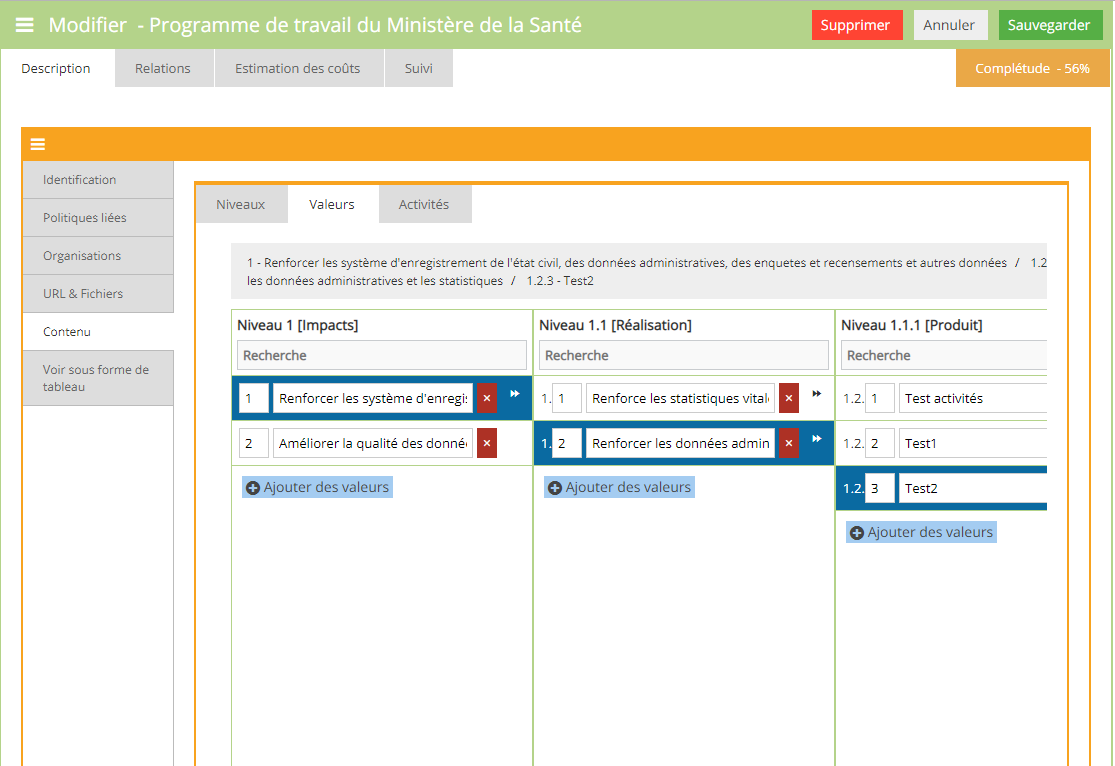 Modifier - Programme de travail du Ministère de la Santé
Supprimer
Annuler
Sauvegarder
Description
Relations
Estimation des coûts
Suivi
Complétude - 56%
Identification
Politiques liées
Organisations
URL & Fichiers
Contenu
Voir sous forme de
tableau
Niveaux
Valeurs
Activités
1 - Renforcer les système d'enregistrement de l'état civil, des données administratives, des enquetes et recensements et autres données / 1.2
les données administratives et les statistiques / 1.2.3 - Test2
Niveau 1 [Impacts]
Recherche
1 Renforcer les système d'enregis
2 Améliorer la qualité des donné
Ajouter des valeurs
Niveau 1.1 [Réalisation]
Recherche
1. 1 Renforce les statistiques vital
1. 2 Renforcer les données admin
Ajouter des valeurs
Niveau 1.1.1 [Produit]
Recherche
1.2. 1 Test activités
1.2. 2 Test1
1.2. 3 Test2
Ajouter des valeurs